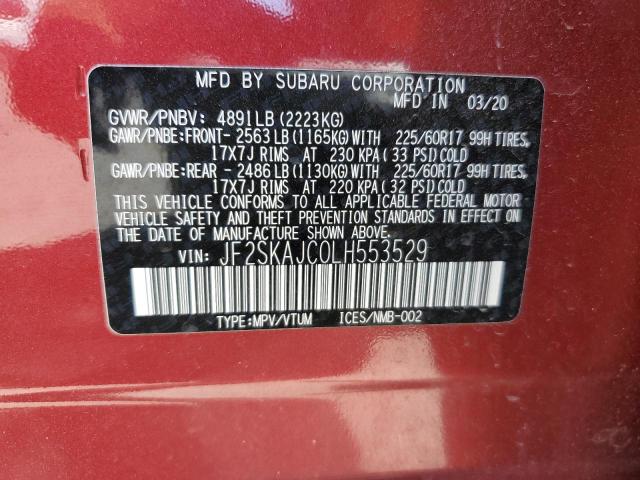 MFD BY SUBARU CORPORATION
MFD IN 03/20
GVWR/PNBV: 4891LB(2223KG)
GAWR/PNBE:FRONT- 2563LB(1165KG)WITH 225/60R17 99H TIRES,
17X7J RIMS AT 230 KPA(33 PSI)COLD
GAWR/PNBE:REAR - 2486LB(1130KG)WITH 225/60R17 99H TIRES,
17X7J RIMS AT 220 KPA(32 PSI)COLD
THIS VEHICLE CONFORMS TO ALL APPLICABLE FEDERAL MOTOR
VEHICLE SAFETY AND THEFT PREVENTION STANDARDS IN EFFECT ON
THE DATE OF MANUFACTURE SHOWN ABOVE.
VIN: JF2SKAJC0LH553529
TYPE:MPV/VTUM ICES/NMB-002